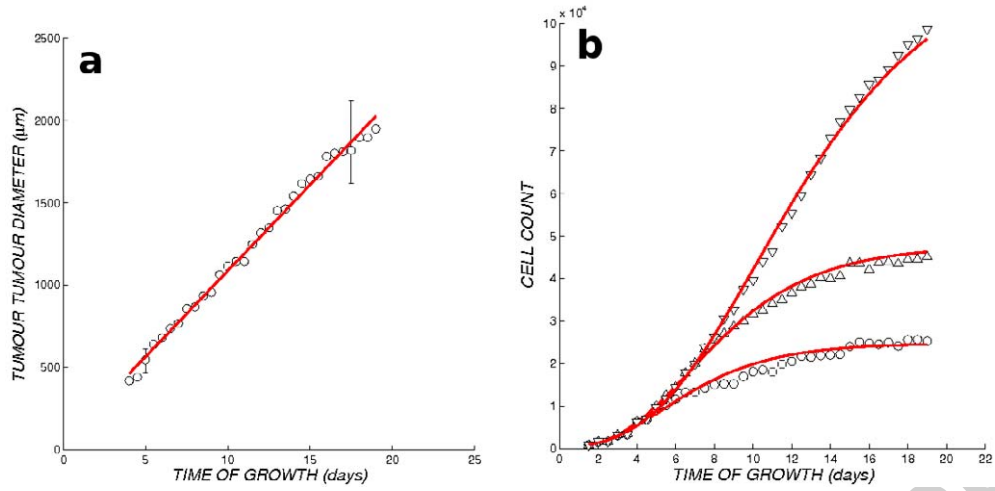 a
2500
2000
1500
1000
500
0
0 5 10 15 20 25
TUMOUR TUMOUR DIAMETER (μm)
TIME OF GROWTH (days)
b
x 10⁴
10
9
8
7
6
5
4
3
2
1
0
0 2 4 6 8 10 12 14 16 18 20 22
CELL COUNT
TIME OF GROWTH (days)